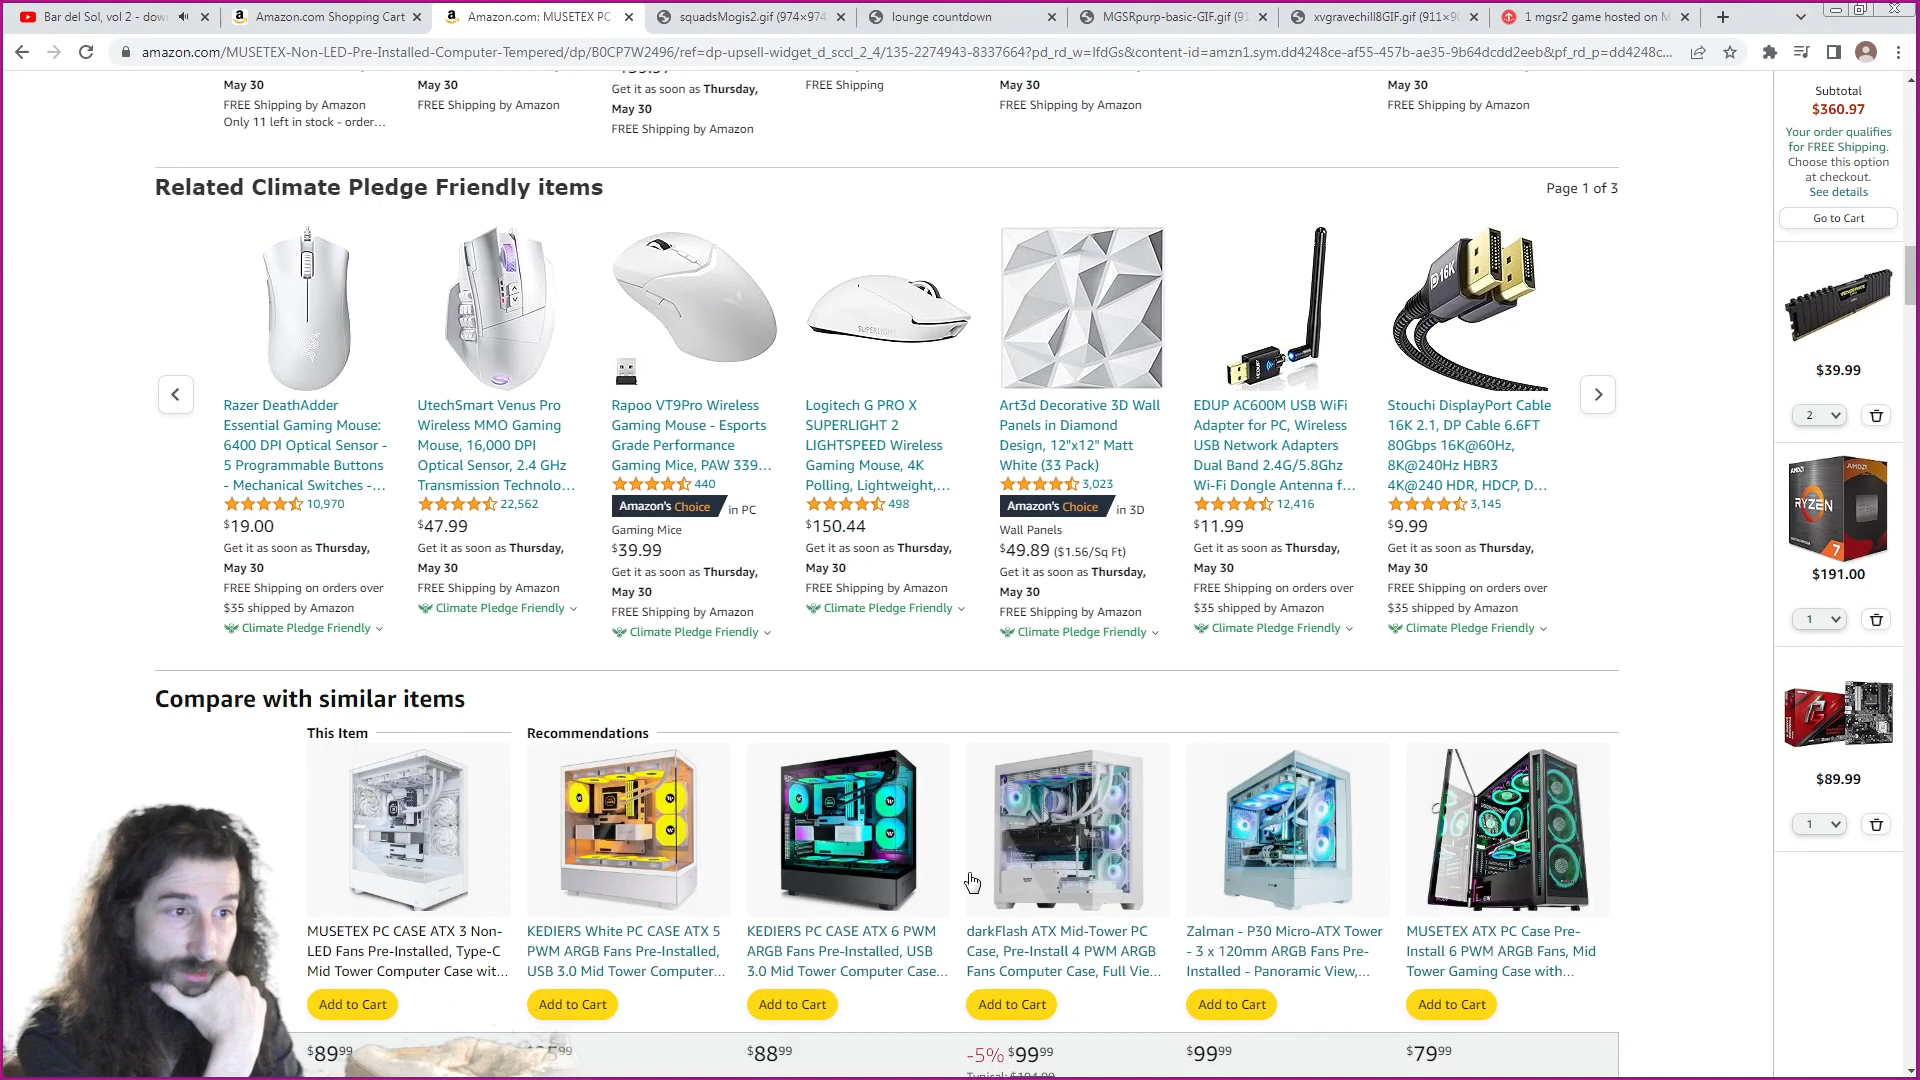 Bar del Sol, vol 2 - dow
Amazon.com Shopping Cart
Amazon.com: MUSETEX PC
squadsMogis2.gif (974×974
lounge countdown
MGSRpurp-basic-GIF.gif (91
xvgravechill8GIF.gif (911×90
1 mgsr2 game hosted on M
amazon.com/MUSETEX-Non-LED-Pre-Installed-Computer-Tempered/dp/B0CP7W2496/ref=dp-upsell-widget_d_sccl_2_4/135-2274943-8337664?pd_rd_w=lfdGs&content-id=amzn1.sym.dd4248ce-af55-457b-ae35-9b64dcdd2eeb&pf_rd_p=dd4248c...
May 30
FREE Shipping by Amazon
Only 11 left in stock - order...
May 30
FREE Shipping by Amazon
Get it as soon as Thursday,
May 30
FREE Shipping by Amazon
FREE Shipping
May 30
FREE Shipping by Amazon
May 30
FREE Shipping by Amazon
Subtotal
$360.97
Your order qualifies
for FREE Shipping.
Choose this option
at checkout.
See details
Go to Cart
Related Climate Pledge Friendly items
Page 1 of 3
Razer DeathAdder
Essential Gaming Mouse:
6400 DPI Optical Sensor -
5 Programmable Buttons
- Mechanical Switches -...
10,970
$19.00
Get it as soon as Thursday,
May 30
FREE Shipping on orders over
$35 shipped by Amazon
Climate Pledge Friendly
UtechSmart Venus Pro
Wireless MMO Gaming
Mouse, 16,000 DPI
Optical Sensor, 2.4 GHz
Transmission Technolo...
22,562
$47.99
Get it as soon as Thursday,
May 30
FREE Shipping by Amazon
Climate Pledge Friendly
Rapoo VT9Pro Wireless
Gaming Mouse - Esports
Grade Performance
Gaming Mice, PAW 339...
440
Amazon's Choice in PC
Gaming Mice
$39.99
Get it as soon as Thursday,
May 30
FREE Shipping by Amazon
Climate Pledge Friendly
SUPERLIGHT
Logitech G PRO X
SUPERLIGHT 2
LIGHTSPEED Wireless
Gaming Mouse, 4K
Polling, Lightweight,...
498
$150.44
Get it as soon as Thursday,
May 30
FREE Shipping by Amazon
Climate Pledge Friendly
Art3d Decorative 3D Wall
Panels in Diamond
Design, 12"x12" Matt
White (33 Pack)
3,023
Amazon's Choice in 3D
Wall Panels
$49.89 ($1.56/Sq Ft)
Get it as soon as Thursday,
May 30
FREE Shipping by Amazon
Climate Pledge Friendly
EDUP
EDUP AC600M USB WiFi
Adapter for PC, Wireless
USB Network Adapters
Dual Band 2.4G/5.8Ghz
Wi-Fi Dongle Antenna f...
12,416
$11.99
Get it as soon as Thursday,
May 30
FREE Shipping on orders over
$35 shipped by Amazon
Climate Pledge Friendly
16K
Stouchi DisplayPort Cable
16K 2.1, DP Cable 6.6FT
80Gbps 16K@60Hz,
8K@240Hz HBR3
4K@240 HDR, HDCP, D...
3,145
$9.99
Get it as soon as Thursday,
May 30
FREE Shipping on orders over
$35 shipped by Amazon
Climate Pledge Friendly
$39.99
2
AMD
RYZEN
7
$191.00
1
$89.99
1
Compare with similar items
This Item
Recommendations
MUSETEX PC CASE ATX 3 Non-
LED Fans Pre-Installed, Type-C
Mid Tower Computer Case wit...
Add to Cart
$89.99
KEDIERS White PC CASE ATX 5
PWM ARGB Fans Pre-Installed,
USB 3.0 Mid Tower Computer...
Add to Cart
KEDIERS PC CASE ATX 6 PWM
ARGB Fans Pre-Installed, USB
3.0 Mid Tower Computer Case...
Add to Cart
$88.99
darkFlash ATX Mid-Tower PC
Case, Pre-Install 4 PWM ARGB
Fans Computer Case, Full Vie...
Add to Cart
-5% $99.99
Zalman - P30 Micro-ATX Tower
- 3 x 120mm ARGB Fans Pre-
Installed - Panoramic View,...
Add to Cart
$99.99
MUSETEX ATX PC Case Pre-
Install 6 PWM ARGB Fans, Mid
Tower Gaming Case with...
Add to Cart
$79.99